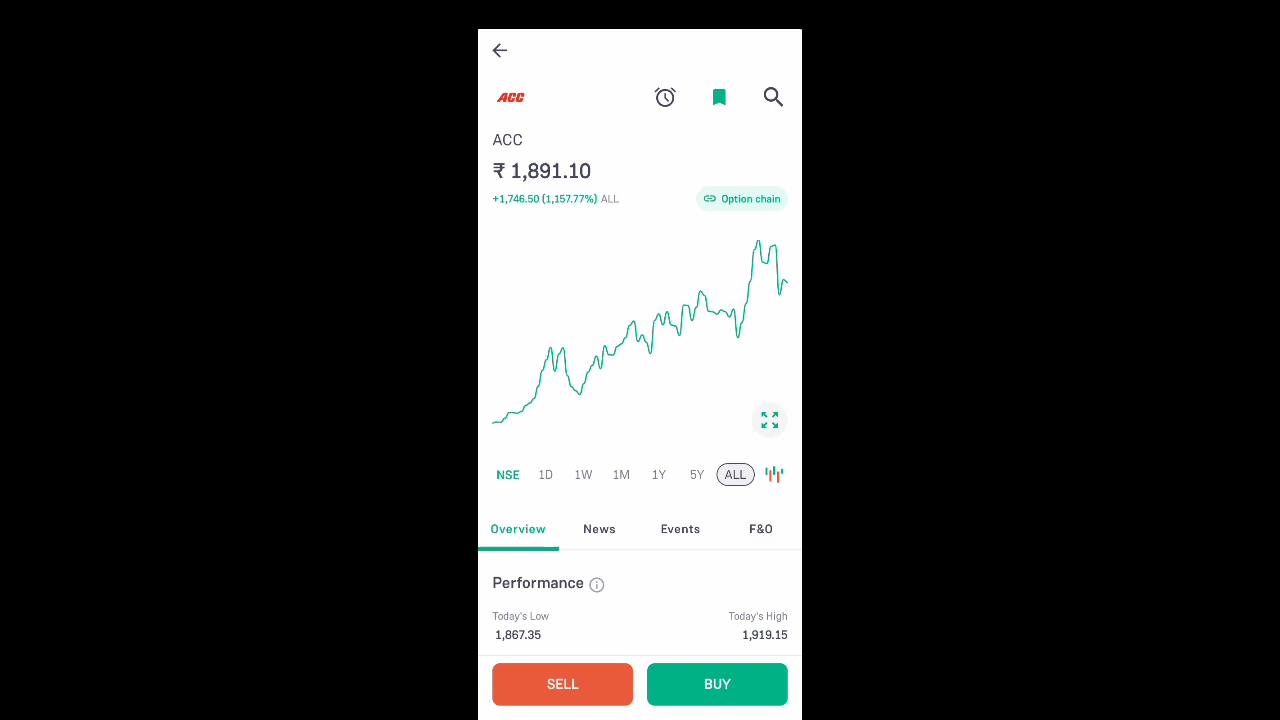 ACC
ACC
₹ 1,891.10
+1,746.50 (1,157.77%) ALL
Option chain
NSE 1D 1W 1M 1Y 5Y ALL
Overview News Events F&O
Performance
Today's Low Today's High
1,867.35 1,919.15
SELL BUY